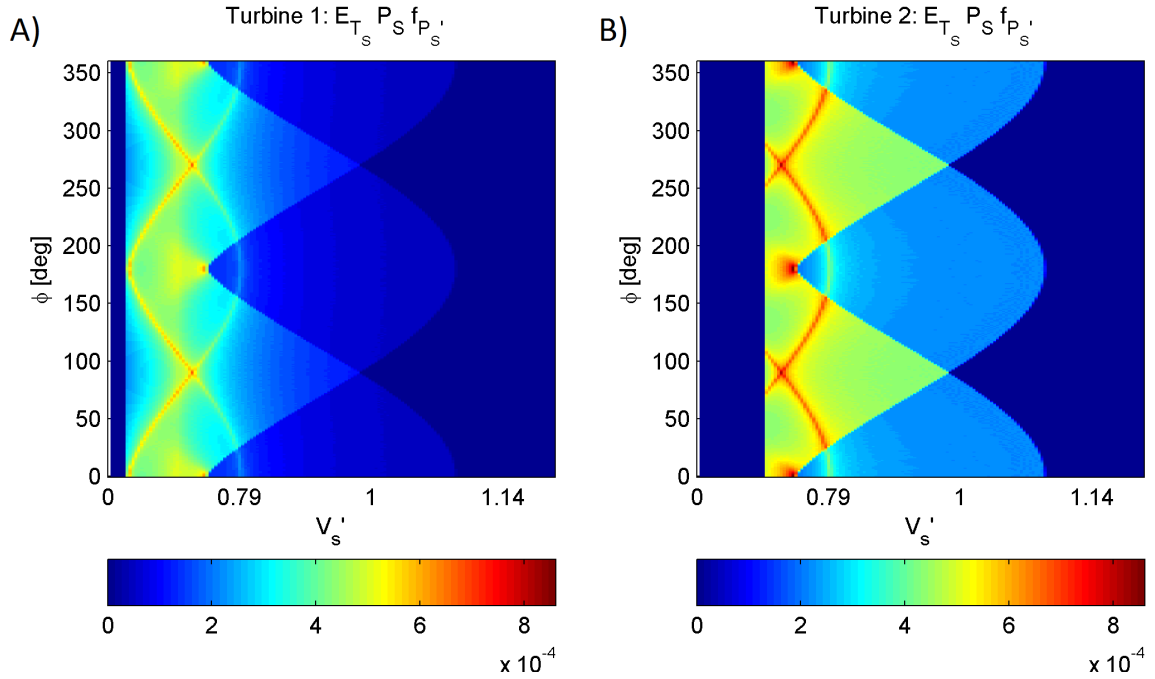 A)
Turbine 1: E_{T_S} P_S f_{P_S'}
350
300
250
200
150
100
50
0
ϕ [deg]
0 0.79 1 1.14
V_s'
0 2 4 6 8
x 10^{-4}
B)
Turbine 2: E_{T_S} P_S f_{P_S'}
350
300
250
200
150
100
50
0
ϕ [deg]
0 0.79 1 1.14
V_s'
0 2 4 6 8
x 10^{-4}